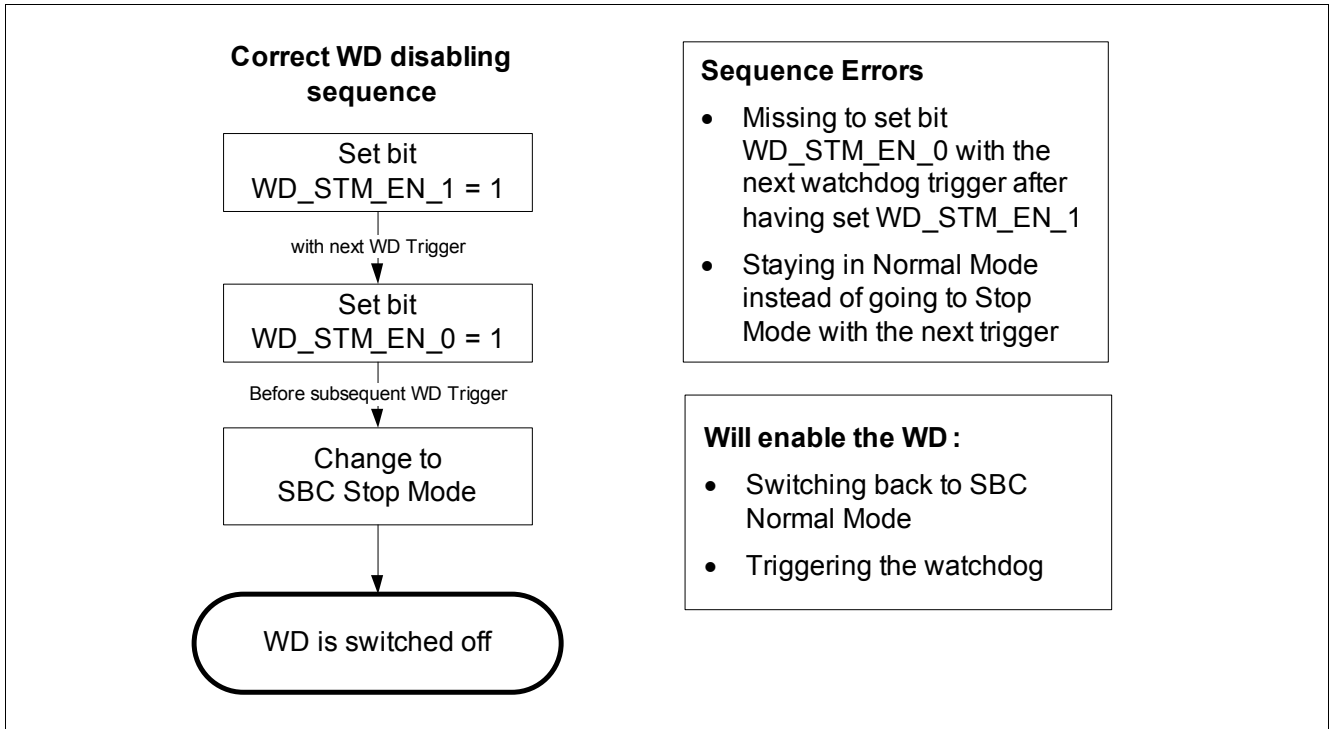 Correct WD disabling
sequence
Set bit
WD_STM_EN_1 = 1
with next WD Trigger
Set bit
WD_STM_EN_0 = 1
Before subsequent WD Trigger
Change to
SBC Stop Mode
WD is switched off
Sequence Errors
• Missing to set bit
WD_STM_EN_0 with the
next watchdog trigger after
having set WD_STM_EN_1
• Staying in Normal Mode
instead of going to Stop
Mode with the next trigger
Will enable the WD :
• Switching back to SBC
Normal Mode
• Triggering the watchdog